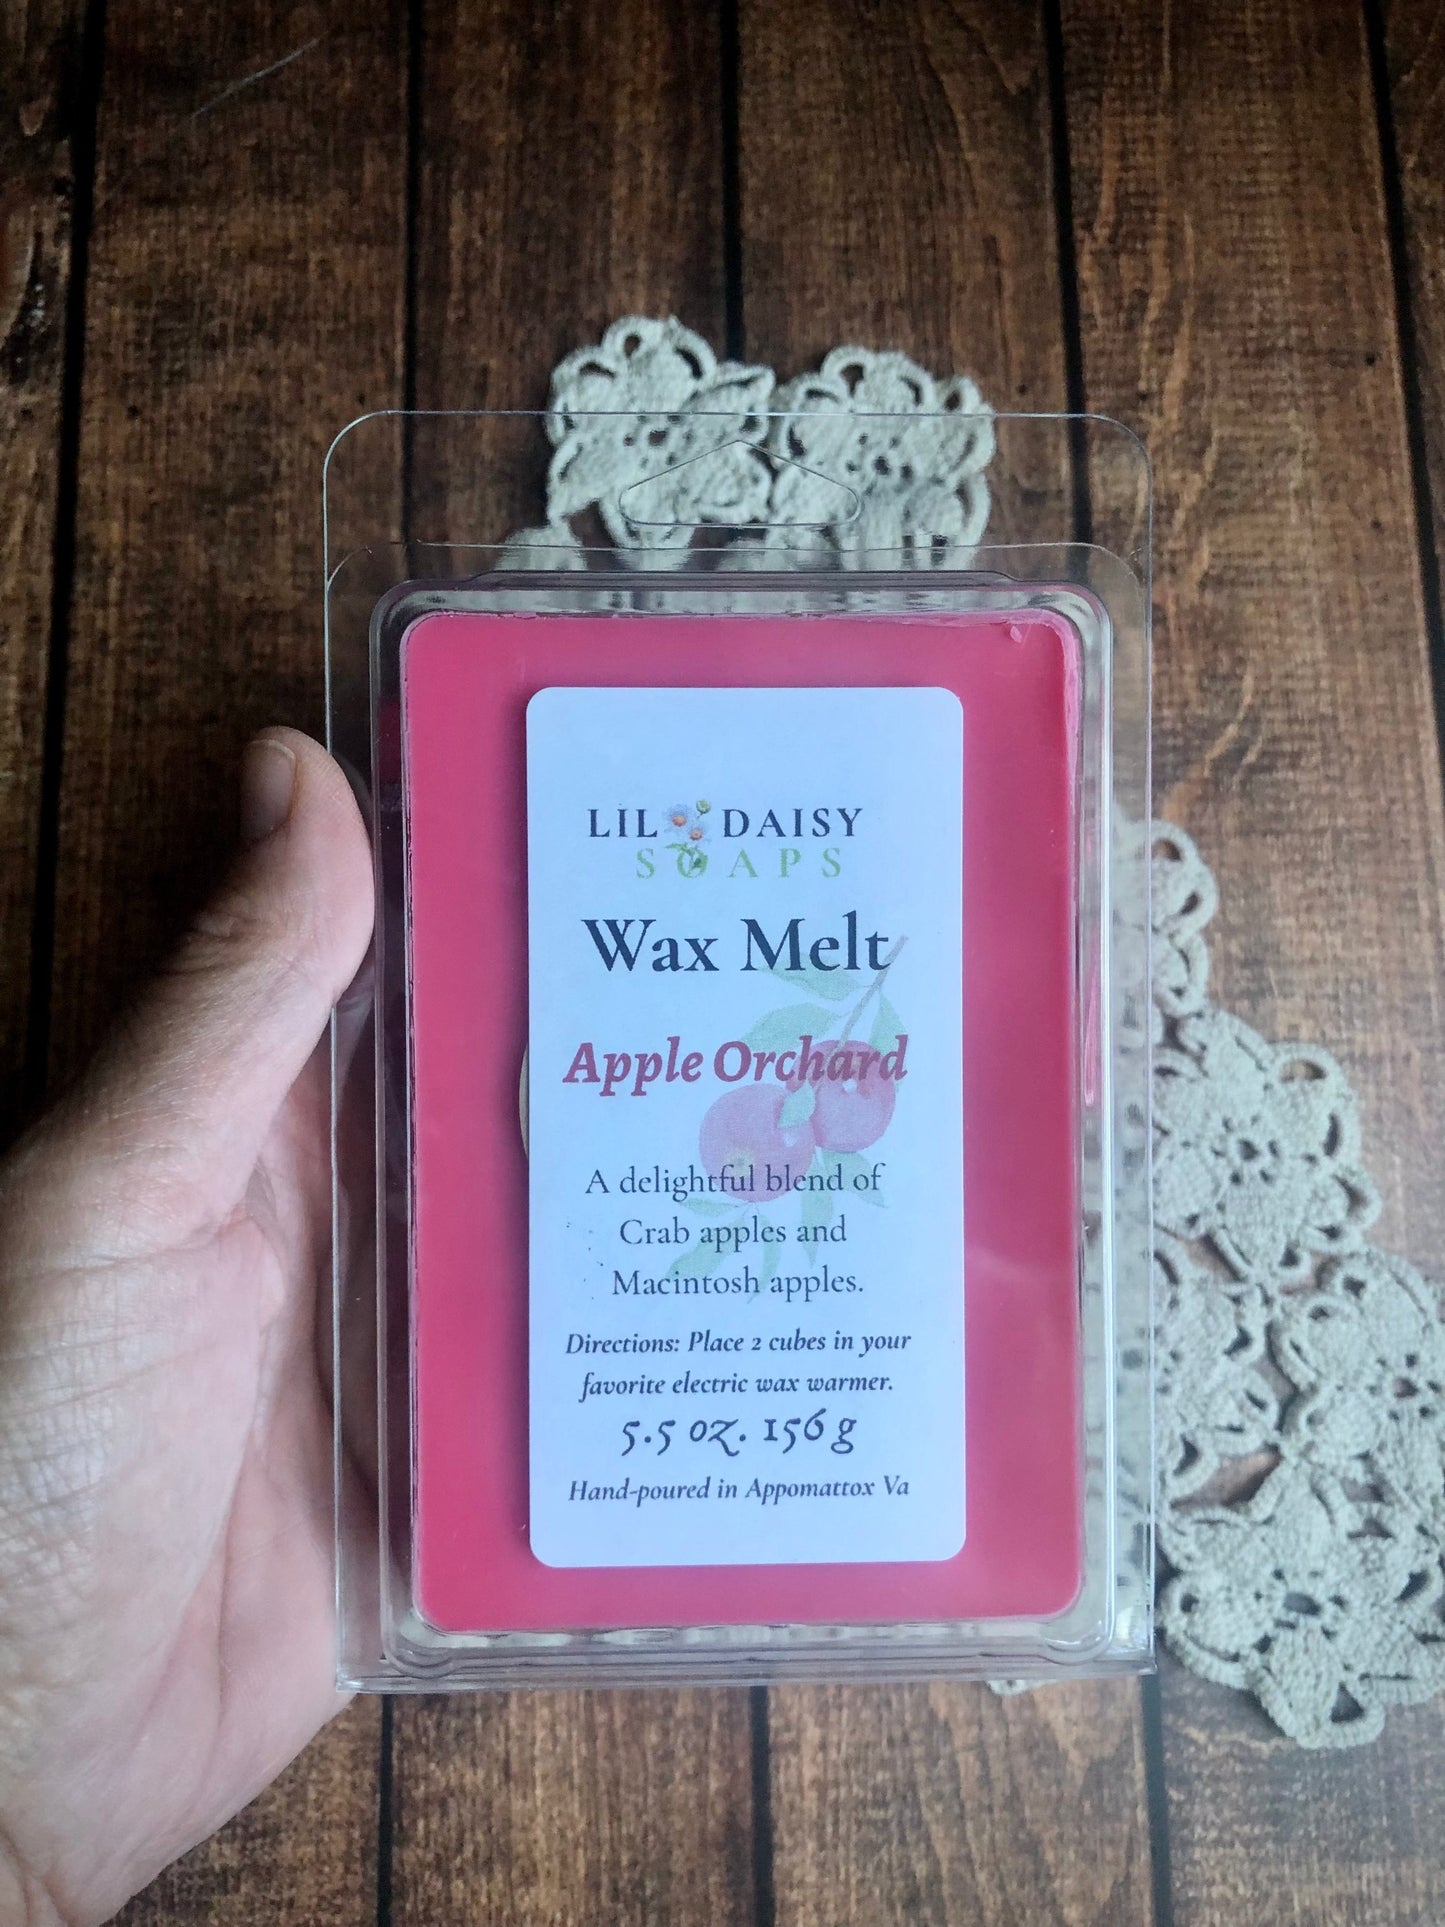 LIL DAISY
SOAPS
Wax Melt
Apple Orchard
A delightful blend of
Crab apples and
Macintosh apples.
Directions: Place 2 cubes in your
favorite electric wax warmer.
5.5 oz. 156 g
Hand-poured in Appomattox Va